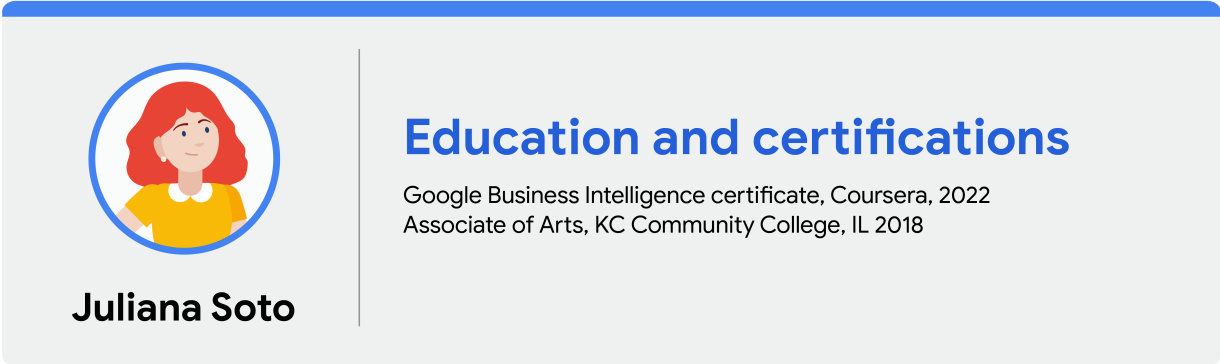 Juliana Soto
Education and certifications
Google Business Intelligence certificate, Coursera, 2022
Associate of Arts, KC Community College, IL 2018